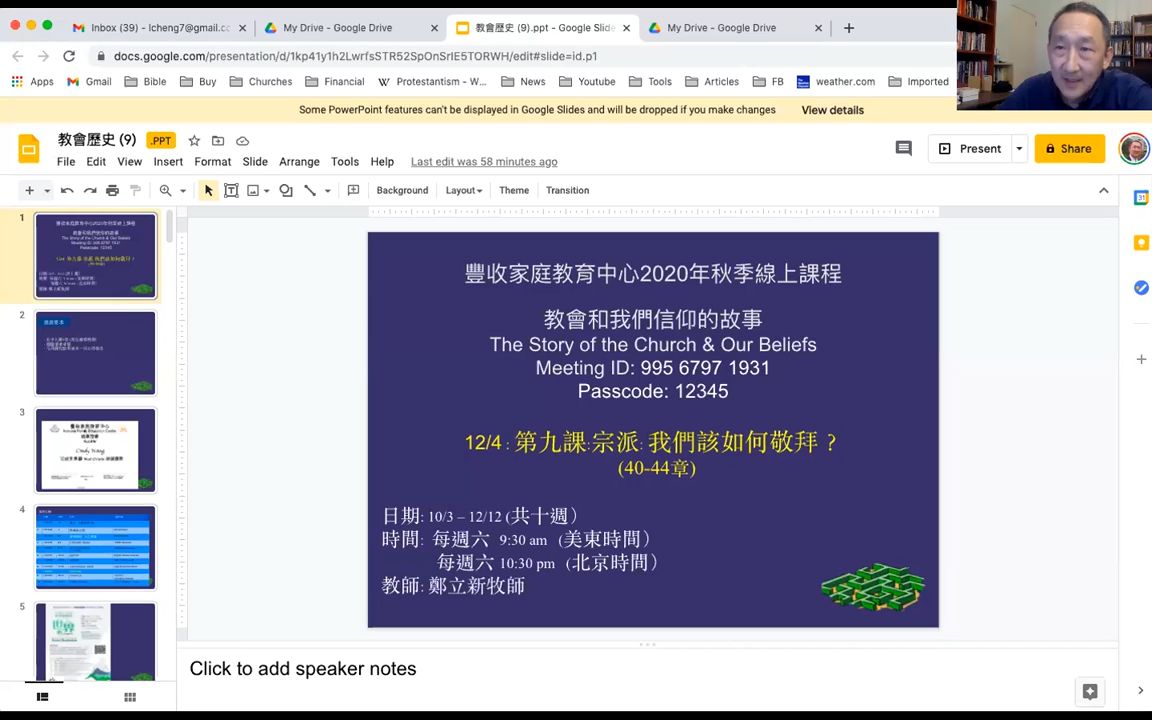 Inbox (39) - lcheng7@gmail.co
My Drive - Google Drive
教會歷史 (9).ppt - Google Slide
My Drive - Google Drive
docs.google.com/presentation/d/1kp41y1h2LwrfsSTR52SpOnSrIE5TORWH/edit#slide=id.p1
Apps Gmail Bible Buy Churches Financial Protestantism - W... News Youtube Tools Articles FB weather.com Imported
Some PowerPoint features can't be displayed in Google Slides and will be dropped if you make changes View details
教會歷史 (9) .PPT
File Edit View Insert Format Slide Arrange Tools Help Last edit was 58 minutes ago
Present Share
Background Layout Theme Transition
1
2
3
4
5
豐收家庭教育中心2020年秋季線上課程
教會和我們信仰的故事
The Story of the Church & Our Beliefs
Meeting ID: 995 6797 1931
Passcode: 12345
12/4 : 第九課:宗派: 我們該如何敬拜 ?
(40-44章)
日期: 10/3 – 12/12 (共十週)
時間: 每週六 9:30 am (美東時間)
每週六 10:30 pm (北京時間)
教師: 鄭立新牧師
Click to add speaker notes